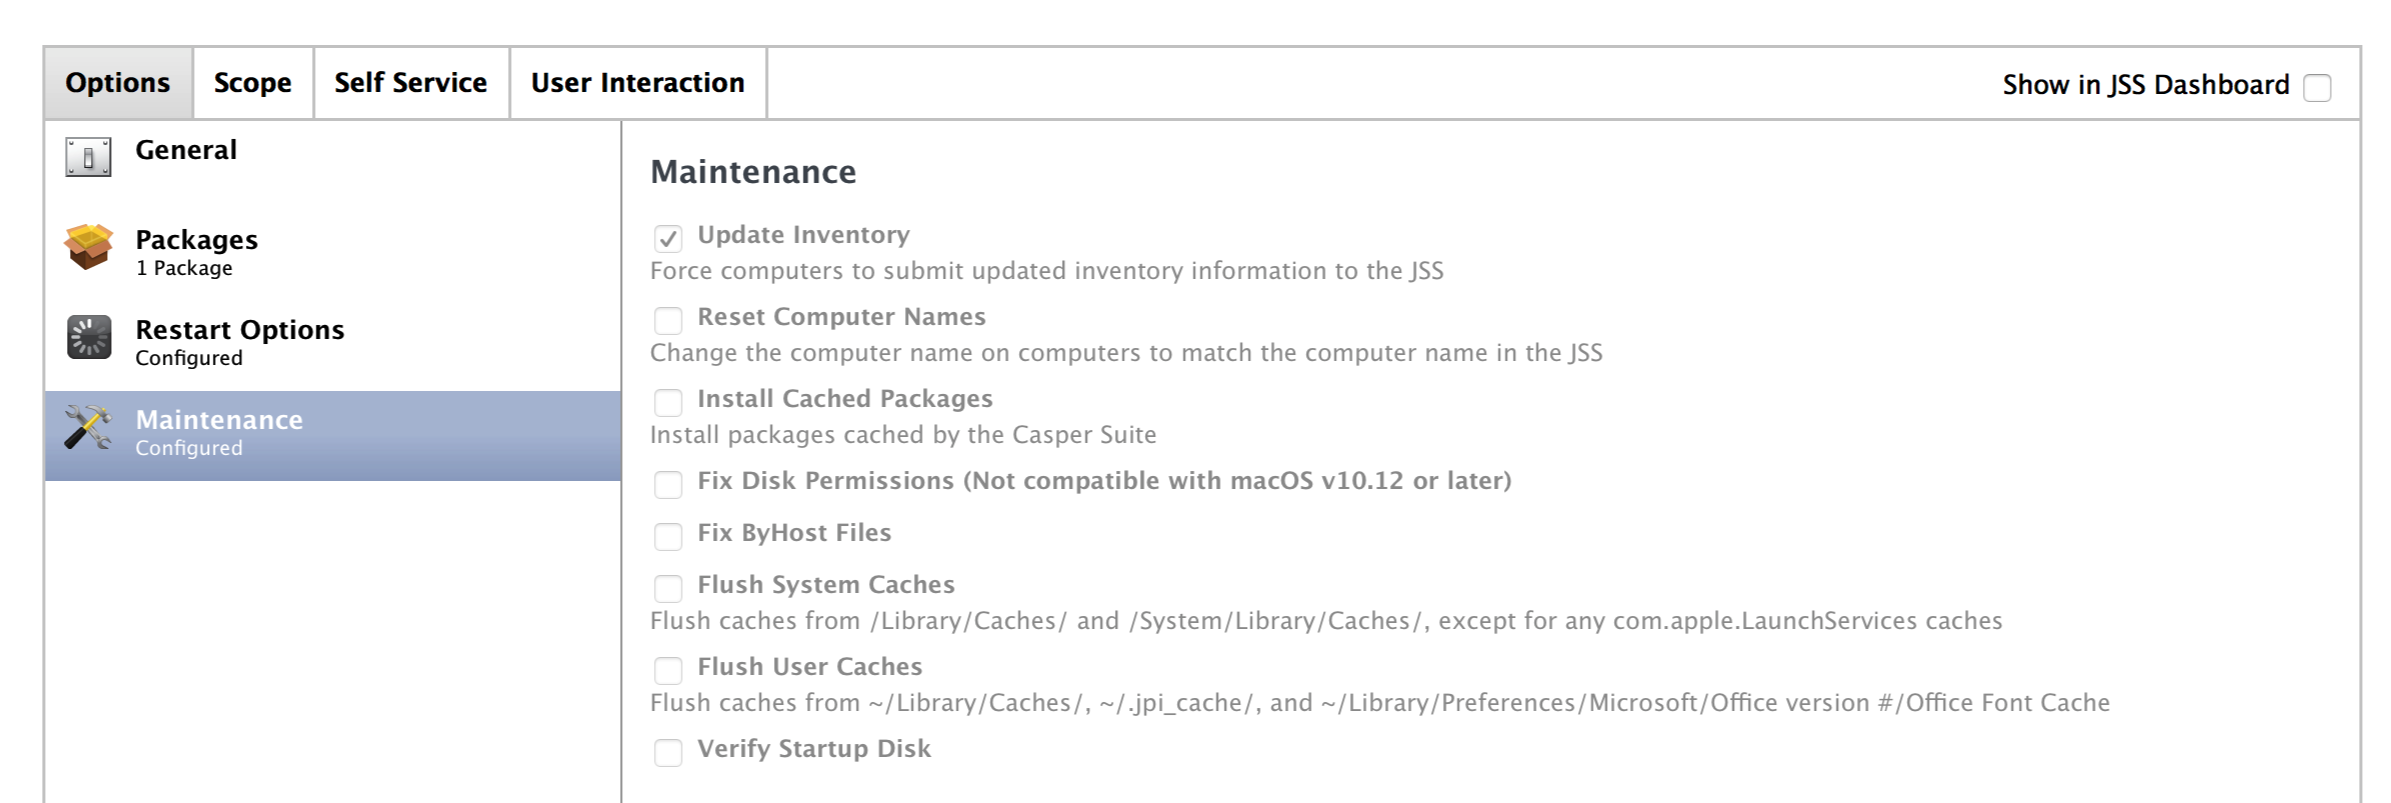 Options Scope Self Service User Interaction Show in JSS Dashboard
General
Packages
1 Package
Restart Options
Configured
Maintenance
Configured
Maintenance
Update Inventory
Force computers to submit updated inventory information to the JSS
Reset Computer Names
Change the computer name on computers to match the computer name in the JSS
Install Cached Packages
Install packages cached by the Casper Suite
Fix Disk Permissions (Not compatible with macOS v10.12 or later)
Fix ByHost Files
Flush System Caches
Flush caches from /Library/Caches/ and /System/Library/Caches/, except for any com.apple.LaunchServices caches
Flush User Caches
Flush caches from ~/Library/Caches/, ~/.jpi_cache/, and ~/Library/Preferences/Microsoft/Office version #/Office Font Cache
Verify Startup Disk